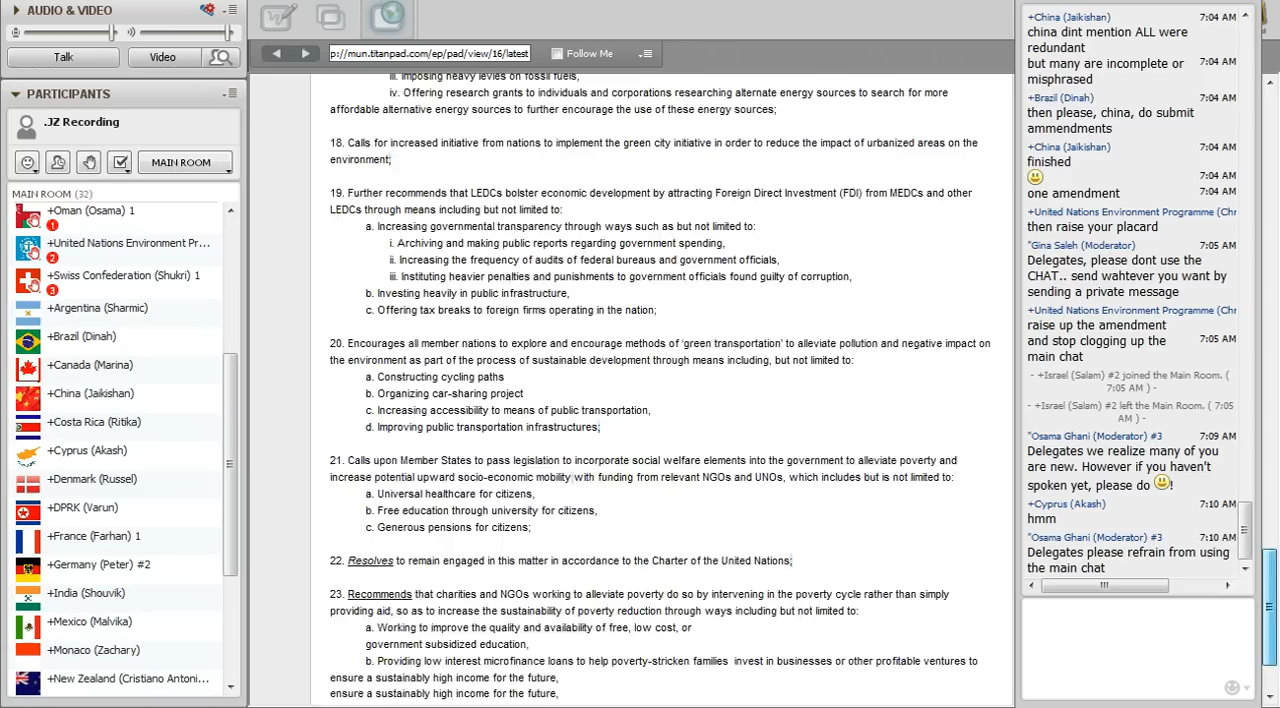 AUDIO & VIDEO
Talk
Video
PARTICIPANTS
.JZ Recording
MAIN ROOM
MAIN ROOM (32)
+Oman (Osama) 1
1
+United Nations Environment Pr...
2
+Swiss Confederation (Shukri) 1
3
+Argentina (Sharmic)
+Brazil (Dinah)
+Canada (Marina)
+China (Jaikishan)
+Costa Rica (Ritika)
+Cyprus (Akash)
+Denmark (Russel)
+DPRK (Varun)
+France (Farhan) 1
+Germany (Peter) #2
+India (Shouvik)
+Mexico (Malvika)
+Monaco (Zachary)
+New Zealand (Cristiano Antoni...
p://mun.titanpad.com/ep/pad/view/16/latest
Follow Me
iii. Imposing heavy levies on fossil fuels,
iv. Offering research grants to individuals and corporations researching alternate energy sources to search for more
affordable alternative energy sources to further encourage the use of these energy sources;
18. Calls for increased initiative from nations to implement the green city initiative in order to reduce the impact of urbanized areas on the
environment;
19. Further recommends that LEDCs bolster economic development by attracting Foreign Direct Investment (FDI) from MEDCs and other
LEDCs through means including but not limited to:
a. Increasing governmental transparency through ways such as but not limited to:
i. Archiving and making public reports regarding government spending,
ii. Increasing the frequency of audits of federal bureaus and government officials,
iii. Instituting heavier penalties and punishments to government officials found guilty of corruption,
b. Investing heavily in public infrastructure,
c. Offering tax breaks to foreign firms operating in the nation;
20. Encourages all member nations to explore and encourage methods of ‘green transportation’ to alleviate pollution and negative impact on
the environment as part of the process of sustainable development through means including, but not limited to:
a. Constructing cycling paths
b. Organizing car-sharing project
c. Increasing accessibility to means of public transportation,
d. Improving public transportation infrastructures;
21. Calls upon Member States to pass legislation to incorporate social welfare elements into the government to alleviate poverty and
increase potential upward socio-economic mobility with funding from relevant NGOs and UNOs, which includes but is not limited to:
a. Universal healthcare for citizens,
b. Free education through university for citizens,
c. Generous pensions for citizens;
22. Resolves to remain engaged in this matter in accordance to the Charter of the United Nations;
23. Recommends that charities and NGOs working to alleviate poverty do so by intervening in the poverty cycle rather than simply
providing aid, so as to increase the sustainability of poverty reduction through ways including but not limited to:
a. Working to improve the quality and availability of free, low cost, or
government subsidized education,
b. Providing low interest microfinance loans to help poverty-stricken families invest in businesses or other profitable ventures to
ensure a sustainably high income for the future,
ensure a sustainably high income for the future,
+China (Jaikishan) 7:04 AM
china dint mention ALL were
redundant
but many are incomplete or 7:04 AM
misphrased
+Brazil (Dinah) 7:04 AM
then please, china, do submit
ammendments
+China (Jaikishan) 7:04 AM
finished
7:04 AM
one amendment 7:04 AM
+United Nations Environment Programme (Chr
then raise your placard
*Gina Saleh (Moderator) 7:05 AM
Delegates, please dont use the
CHAT.. send wahtever you want by
sending a private message
+United Nations Environment Programme (Chr
raise up the amendment
and stop clogging up the 7:05 AM
main chat
- +Israel (Salam) #2 joined the Main Room. (
7:05 AM ) -
- +Israel (Salam) #2 left the Main Room. ( 7:05
AM ) -
*Osama Ghani (Moderator) #3 7:09 AM
Delegates we realize many of you
are new. However if you haven't
spoken yet, please do !
+Cyprus (Akash) 7:10 AM
hmm
*Osama Ghani (Moderator) #3 7:10 AM
Delegates please refrain from using
the main chat